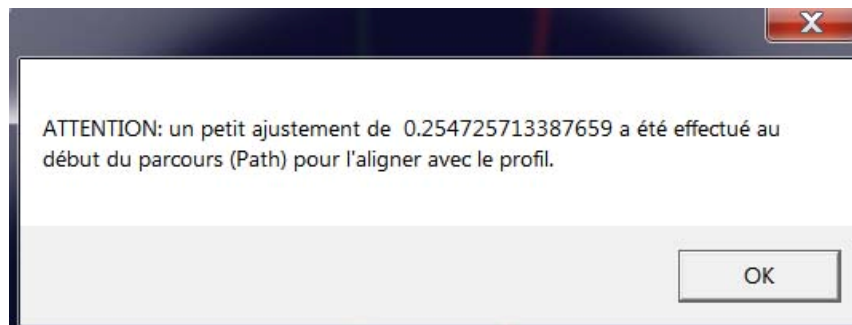 ATTENTION: un petit ajustement de  0.254725713387659 a été effectué au
début du parcours (Path) pour l'aligner avec le profil.
OK